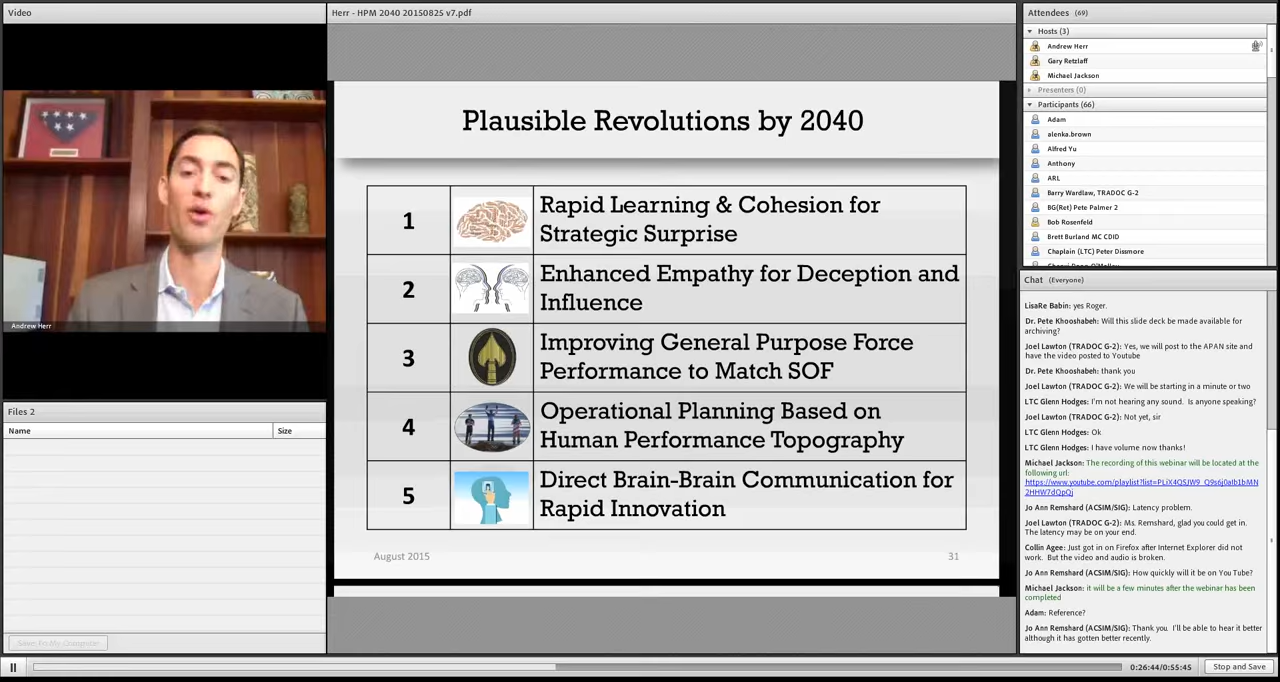 Video
Andrew Herr
Files 2
Name
Size
Save To My Computer
Herr - HPM 2040 20150825 v7.pdf
Plausible Revolutions by 2040
1
Rapid Learning & Cohesion for
Strategic Surprise
2
Enhanced Empathy for Deception and
Influence
3
Improving General Purpose Force
Performance to Match SOF
4
Operational Planning Based on
Human Performance Topography
5
Direct Brain-Brain Communication for
Rapid Innovation
August 2015
31
Attendees (69)
Hosts (3)
Andrew Herr
Gary Retzlaff
Michael Jackson
Presenters (0)
Participants (66)
Adam
alenka.brown
Alfred Yu
Anthony
ARL
Barry Wardlaw, TRADOC G-2
BG(Ret) Pete Palmer 2
Bob Rosenfeld
Brett Burland MC CDID
Chaplain (LTC) Peter Dissmore
Chat (Everyone)
LisaRe Babin: yes Roger.
Dr. Pete Khooshabeh: Will this slide deck be made available for
archiving?
Joel Lawton (TRADOC G-2): Yes, we will post to the APAN site and
have the video posted to Youtube
Dr. Pete Khooshabeh: thank you
Joel Lawton (TRADOC G-2): We will be starting in a minute or two
LTC Glenn Hodges: I'm not hearing any sound. Is anyone speaking?
Joel Lawton (TRADOC G-2): Not yet, sir
LTC Glenn Hodges: Ok
LTC Glenn Hodges: I have volume now thanks!
Michael Jackson: The recording of this webinar will be located at the
following url:
Jo Ann Remshard (ACSIM/SIG): Latency problem.
Joel Lawton (TRADOC G-2): Ms. Remshard, glad you could get in.
The latency may be on your end.
Collin Agee: Just got in on Firefox after Internet Explorer did not
work. But the video and audio is broken.
Jo Ann Remshard (ACSIM/SIG): How quickly will it be on You Tube?
Michael Jackson: it will be a few minutes after the webinar has been
completed
Adam: Reference?
Jo Ann Remshard (ACSIM/SIG): Thank you. I'll be able to hear it better
although it has gotten better recently.
0:26:44/0:55:45
Stop and Save